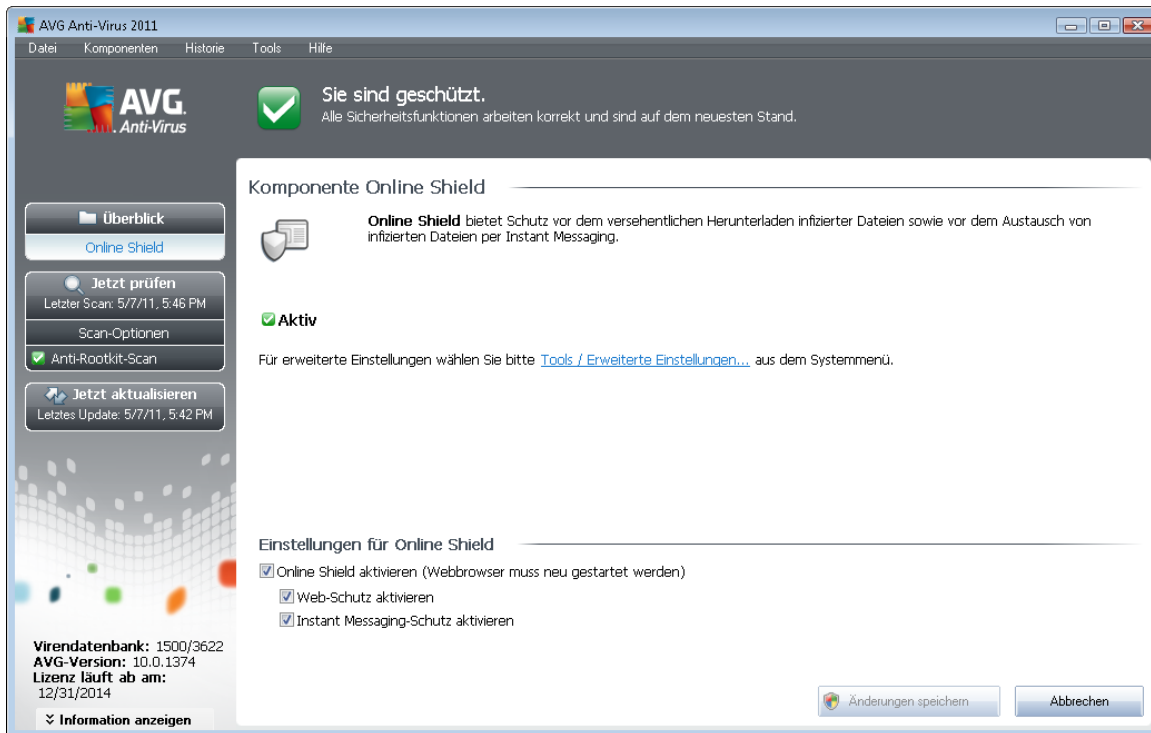 AVG Anti-Virus 2011
Datei Komponenten Historie Tools Hilfe
AVG.
Anti-Virus
Sie sind geschützt.
Alle Sicherheitsfunktionen arbeiten korrekt und sind auf dem neuesten Stand.
Überblick
Online Shield
Jetzt prüfen
Letzter Scan: 5/7/11, 5:46 PM
Scan-Optionen
Anti-Rootkit-Scan
Jetzt aktualisieren
Letztes Update: 5/7/11, 5:42 PM
Virendatenbank: 1500/3622
AVG-Version: 10.0.1374
Lizenz läuft ab am:
12/31/2014
Information anzeigen
Komponente Online Shield
Online Shield bietet Schutz vor dem versehentlichen Herunterladen infizierter Dateien sowie vor dem Austausch von
infizierten Dateien per Instant Messaging.
Aktiv
Für erweiterte Einstellungen wählen Sie bitte Tools / Erweiterte Einstellungen... aus dem Systemmenü.
Einstellungen für Online Shield
Online Shield aktivieren (Webbrowser muss neu gestartet werden)
Web-Schutz aktivieren
Instant Messaging-Schutz aktivieren
Änderungen speichern
Abbrechen